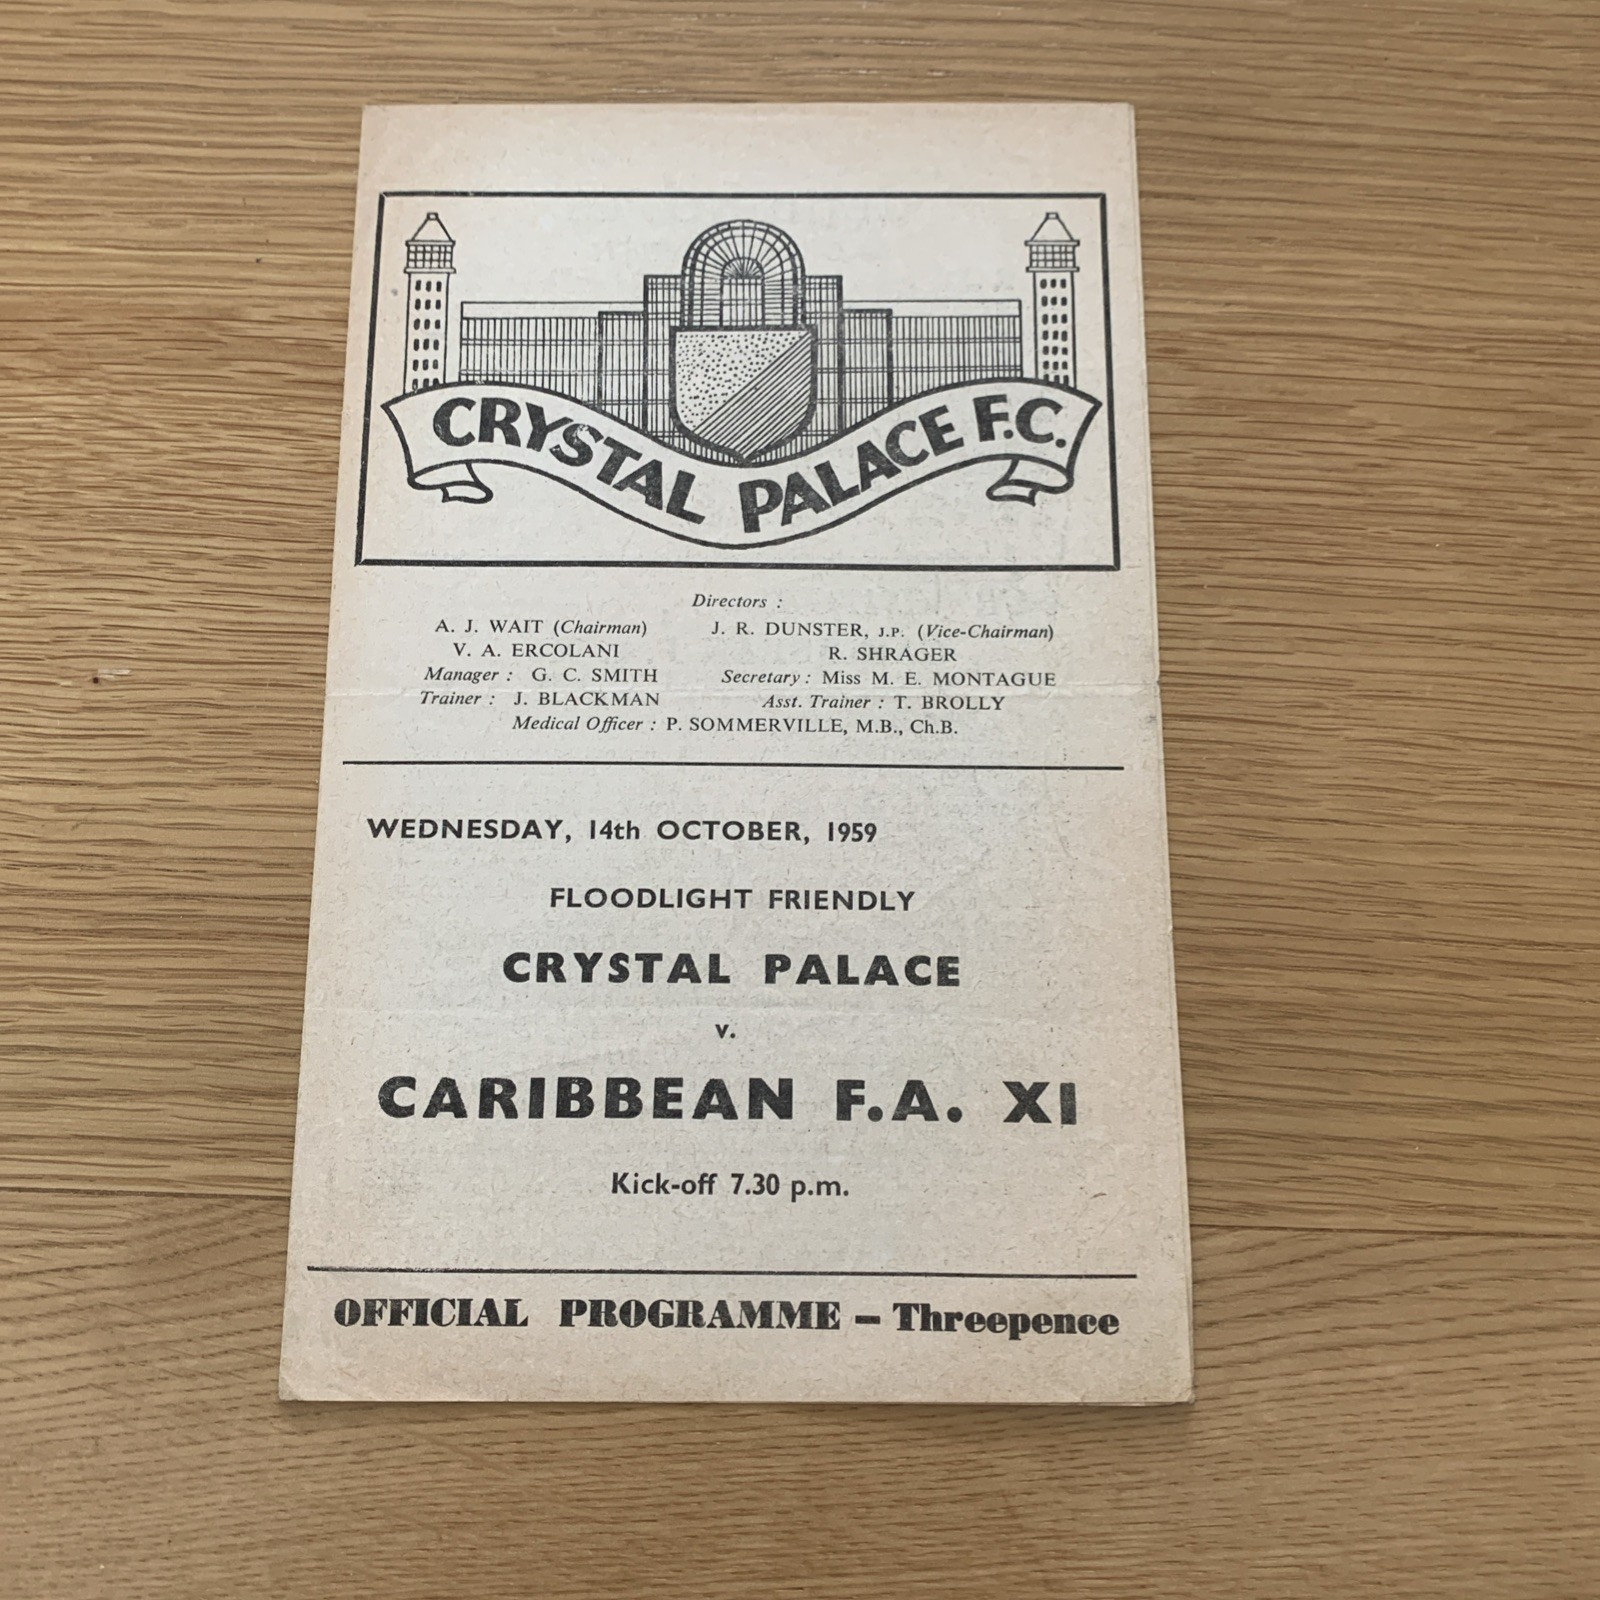 CRYSTAL PALACE F.C.
Directors :
A. J. WAIT (Chairman) J. R. DUNSTER, J.P. (Vice-Chairman)
V. A. ERCOLANI R. SHRAGER
Manager : G. C. SMITH Secretary : Miss M. E. MONTAGUE
Trainer : J. BLACKMAN Asst. Trainer : T. BROLLY
Medical Officer : P. SOMMERVILLE, M.B., Ch.B.
WEDNESDAY, 14th OCTOBER, 1959
FLOODLIGHT FRIENDLY
CRYSTAL PALACE
v.
CARIBBEAN F.A. XI
Kick-off 7.30 p.m.
OFFICIAL PROGRAMME — Threepence